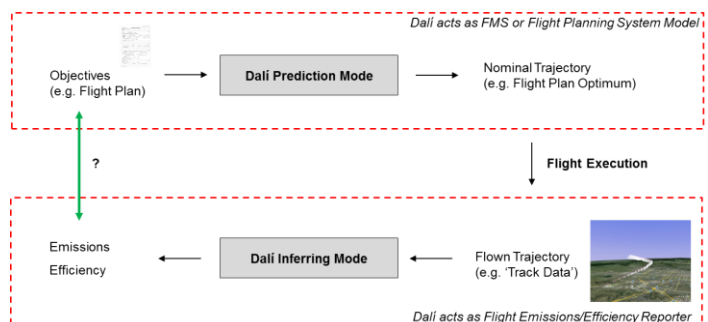 Dalí acts as FMS or Flight Planning System Model
Objectives
(e.g. Flight Plan)
Dalí Prediction Mode
Nominal Trajectory
(e.g. Flight Plan Optimum)
?
Flight Execution
Emissions
Efficiency
Dalí Inferring Mode
Flown Trajectory
(e.g. ‘Track Data’)
Dalí acts as Flight Emissions/Efficiency Reporter